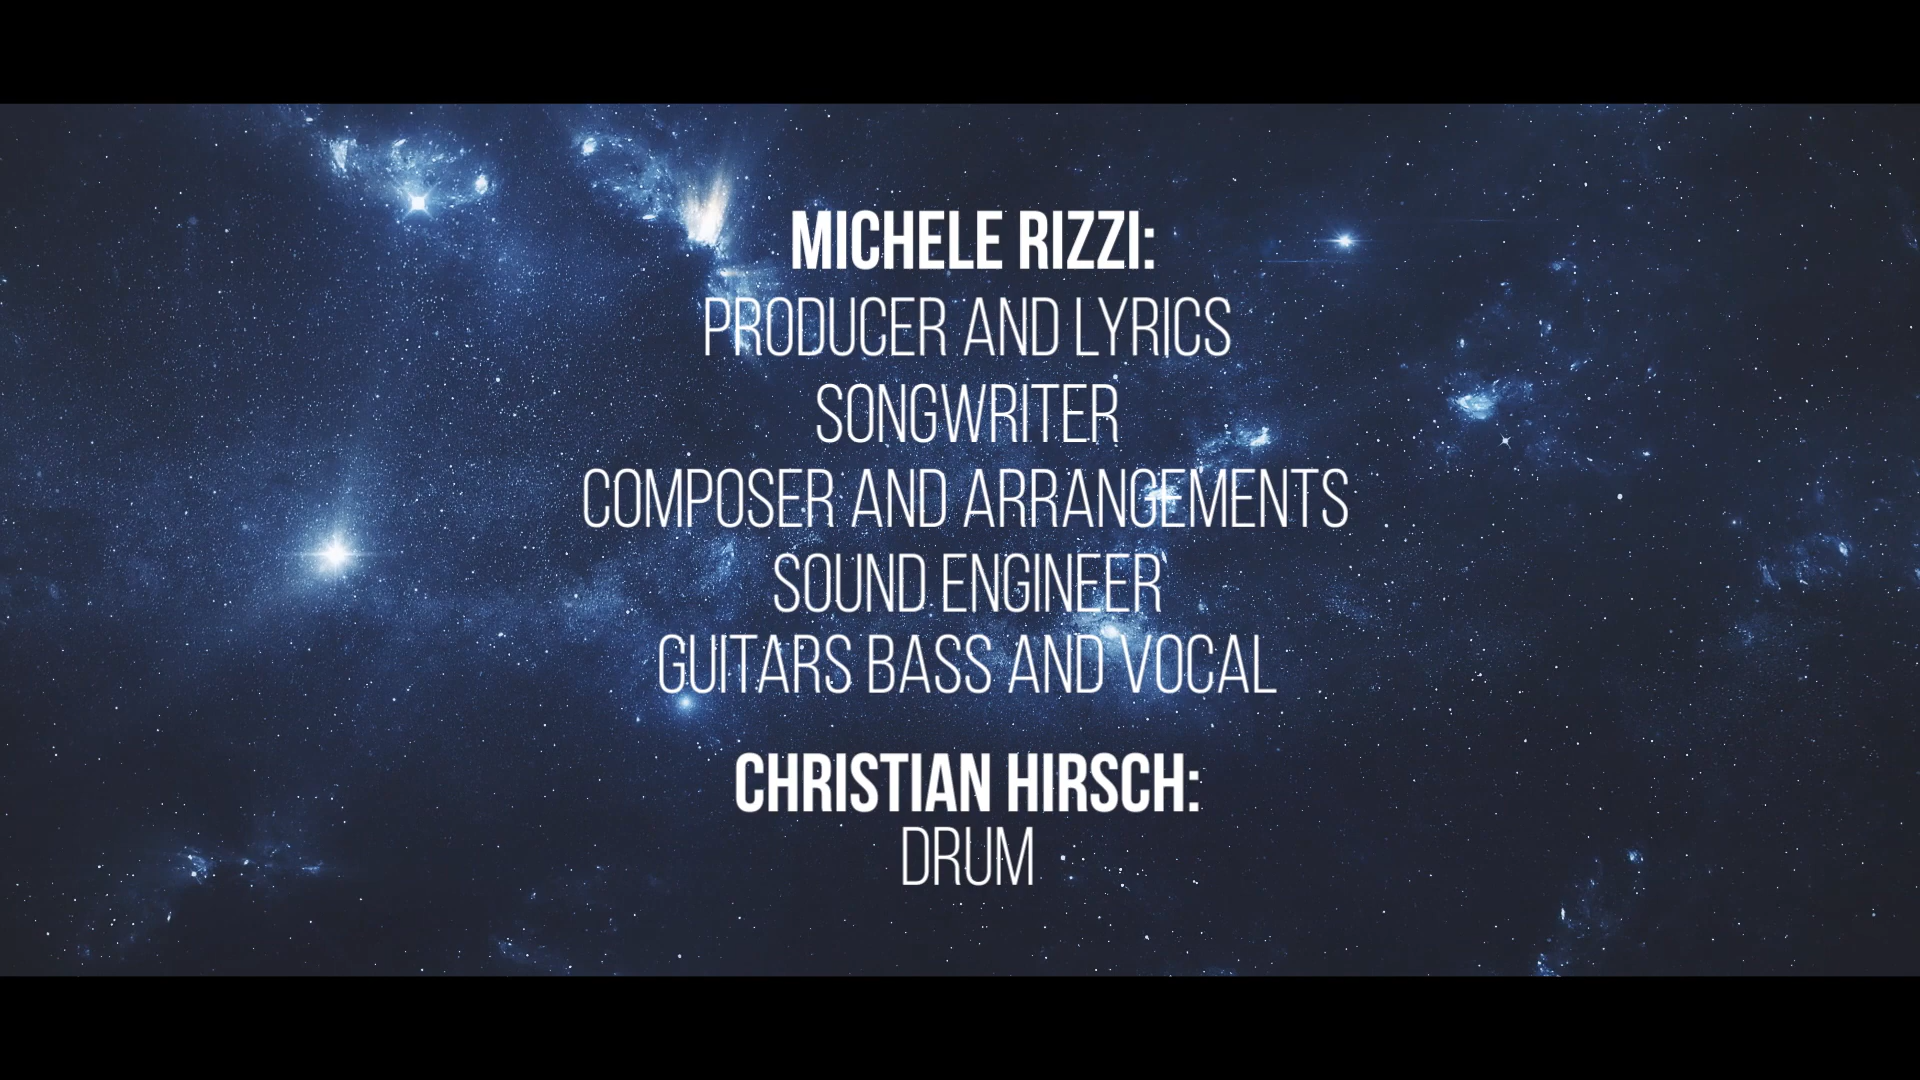 MICHELE RIZZI:
PRODUCER AND LYRICS
SONGWRITER
COMPOSER AND ARRANGEMENTS
SOUND ENGINEER
GUITARS BASS AND VOCAL
CHRISTIAN HIRSCH:
DRUM